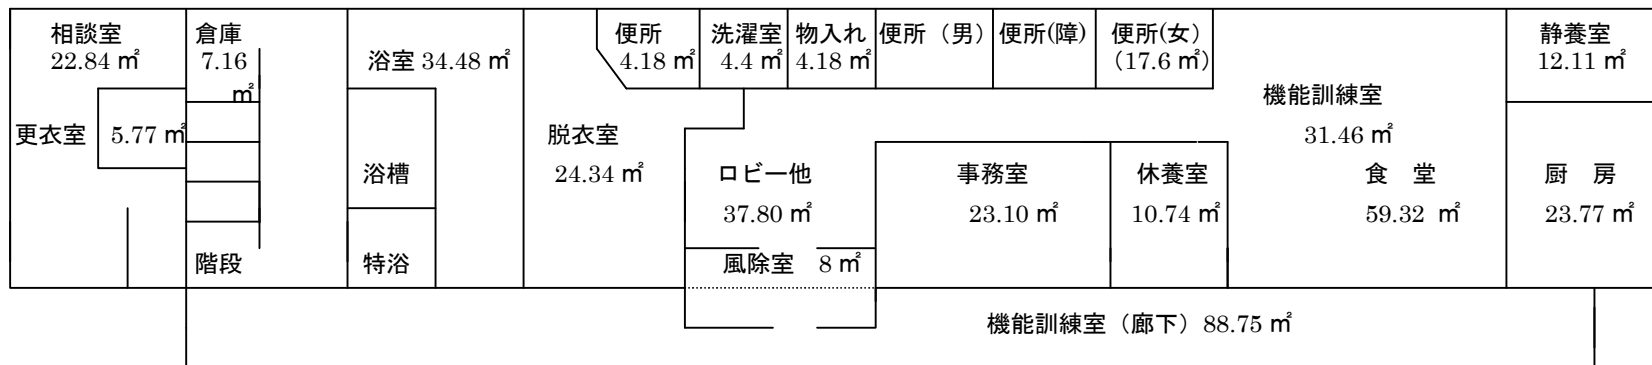 相談室
22.84 ㎡
倉庫
7.16
㎡
浴室 34.48 ㎡
便所
4.18 ㎡
洗濯室
4.4 ㎡
物入れ
4.18 ㎡
便所（男）
便所(障)
便所(女）
（17.6 ㎡）
静養室
12.11 ㎡
機能訓練室
31.46 ㎡
更衣室
5.77 ㎡
脱衣室
24.34 ㎡
浴槽
ロビー他
37.80 ㎡
事務室
23.10 ㎡
休養室
10.74 ㎡
食　堂
59.32 ㎡
厨　房
23.77 ㎡
階段
特浴
風除室　8 ㎡
機能訓練室（廊下）88.75 ㎡